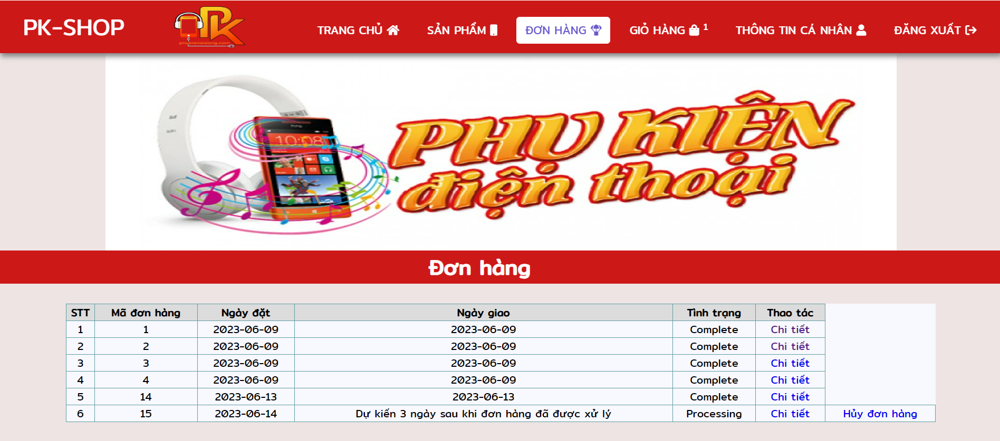 PK-SHOP
PK
phukiendidong.com
TRANG CHỦ
SẢN PHẨM
ĐƠN HÀNG
GIỎ HÀNG 1
THÔNG TIN CÁ NHÂN
ĐĂNG XUẤT
solo
htc
10:08
PHỤ KIỆN
điện thoại
Đơn hàng
STT Mã đơn hàng Ngày đặt Ngày giao Tình trạng Thao tác
1 1 2023-06-09 2023-06-09 Complete Chi tiết
2 2 2023-06-09 2023-06-09 Complete Chi tiết
3 3 2023-06-09 2023-06-09 Complete Chi tiết
4 4 2023-06-09 2023-06-09 Complete Chi tiết
5 14 2023-06-13 2023-06-13 Complete Chi tiết
6 15 2023-06-14 Dự kiến 3 ngày sau khi đơn hàng đã được xử lý Processing Chi tiết Hủy đơn hàng